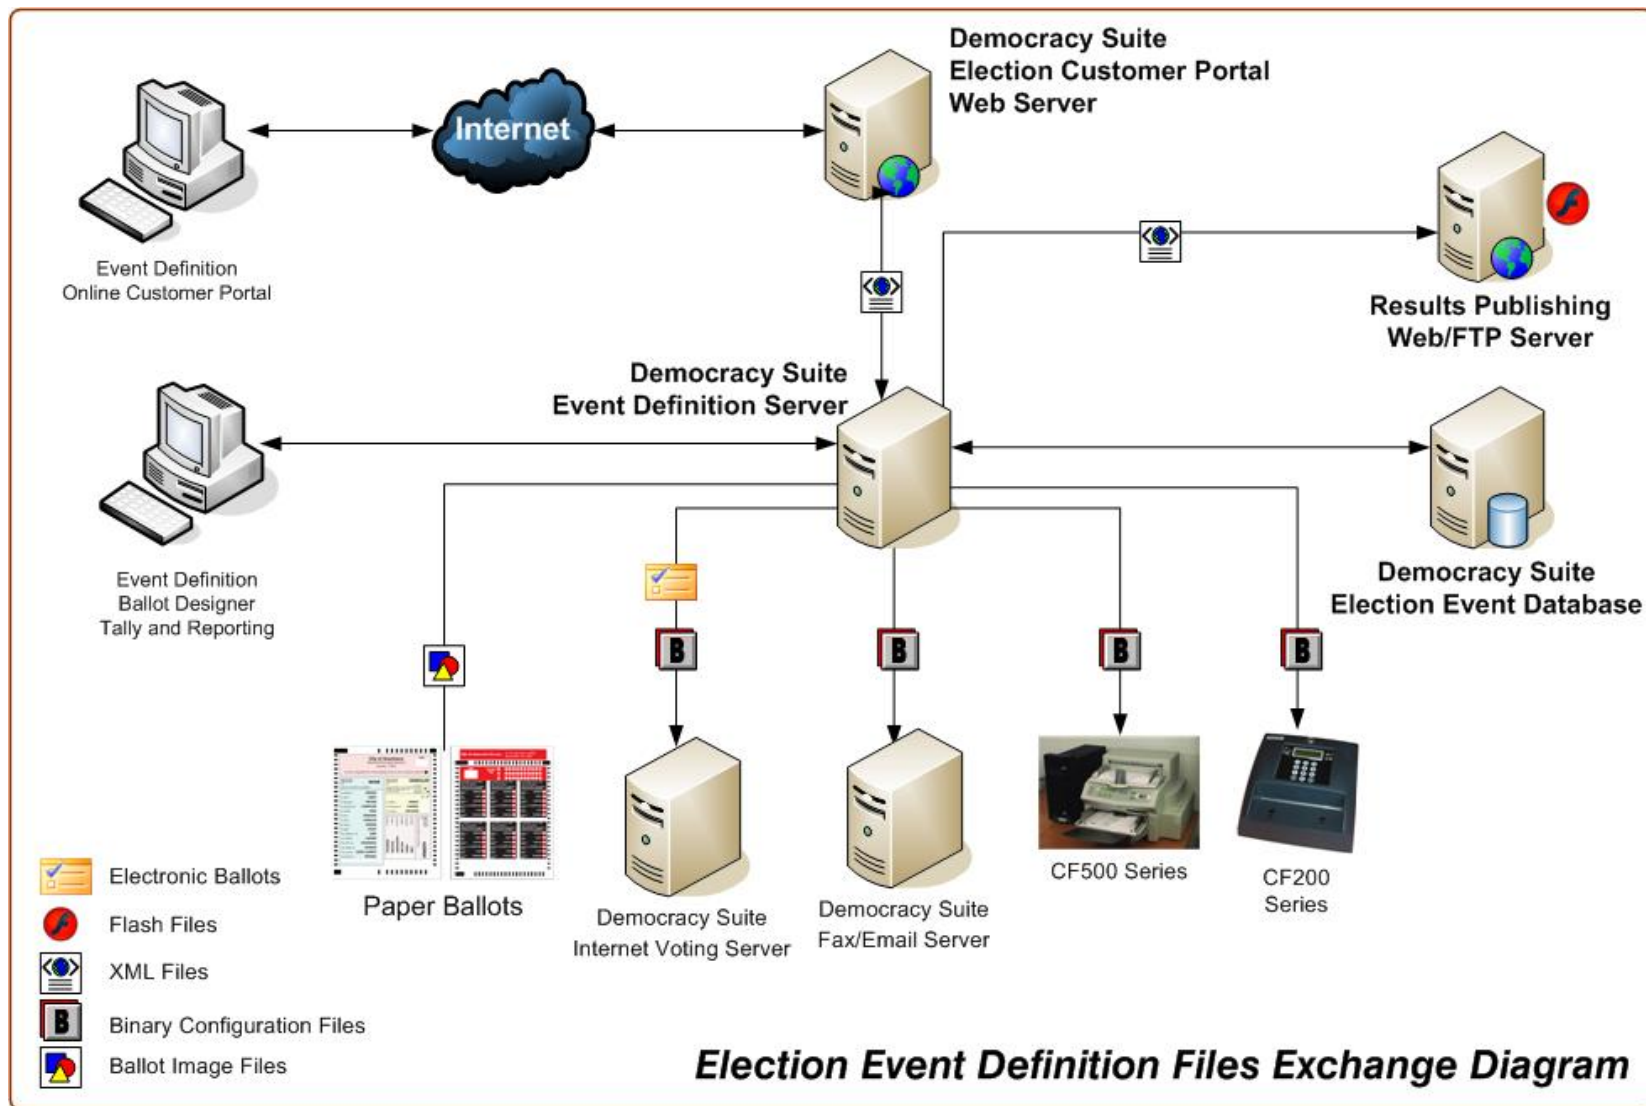 Democracy Suite
Election Customer Portal
Web Server
Internet
Event Definition
Online Customer Portal
Results Publishing
Web/FTP Server
Democracy Suite
Event Definition Server
Event Definition
Ballot Designer
Tally and Reporting
Democracy Suite
Election Event Database
B
B
B
B
Paper Ballots
Democracy Suite
Internet Voting Server
Democracy Suite
Fax/Email Server
CF500 Series
CF200
Series
Electronic Ballots
Flash Files
XML Files
B
Binary Configuration Files
Ballot Image Files
Election Event Definition Files Exchange Diagram